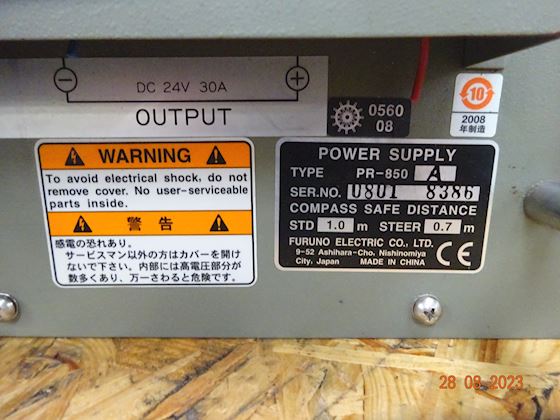 − DC 24V 30A +
OUTPUT
0560
08
10
2008
年制造
WARNING
To avoid electrical shock, do not
remove cover. No user-serviceable
parts inside.
警告
感電の恐れあり。
サービスマン以外の方はカバーを開け
ないで下さい。内部には高電圧部分が
数多くあり、万一さわると危険です。
POWER SUPPLY
TYPE PR-850 A
SER.NO. 0801 8386
COMPASS SAFE DISTANCE
STD 1.0 m STEER 0.7 m
FURUNO ELECTRIC CO., LTD.
9-52 Ashihara-Cho. Nishinomiya
City, Japan MADE IN CHINA
CE
28 09 2023